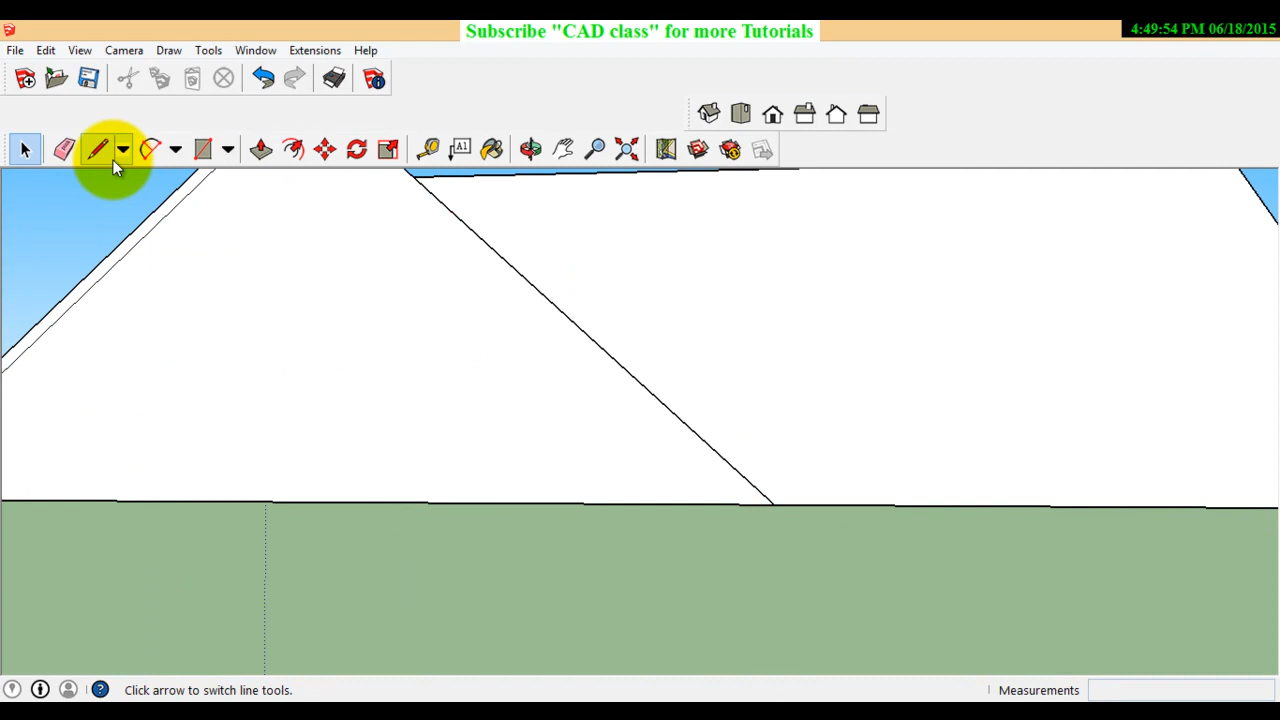 Subscribe "CAD class" for more Tutorials
4:49:54 PM 06/18/2015
File Edit View Camera Draw Tools Window Extensions Help
A1
Click arrow to switch line tools.
Measurements